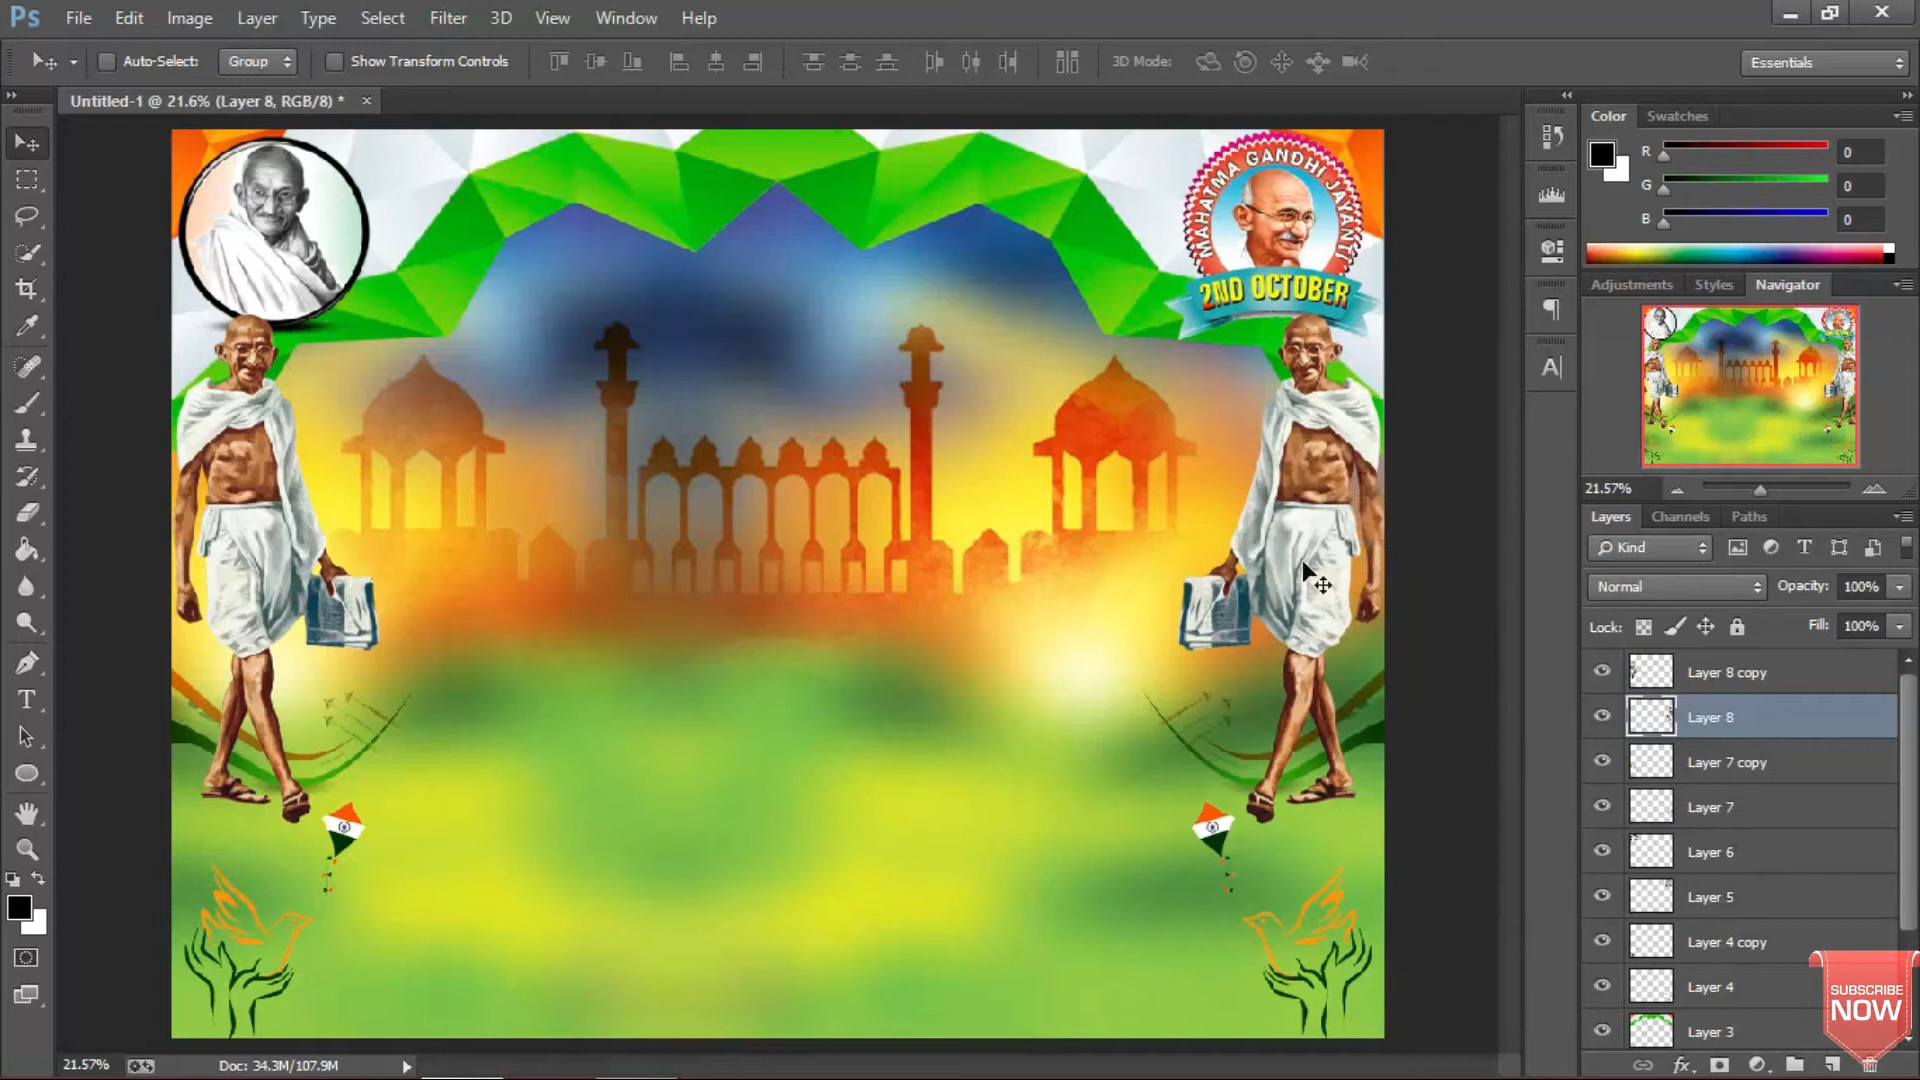 Ps File Edit Image Layer Type Select Filter 3D View Window Help
Auto-Select: Group Show Transform Controls 3D Mode: Essentials
Untitled-1 @ 21.6% (Layer 8, RGB/8) * ×
MAHATMA GANDHI JAYANTI
2ND OCTOBER
Color Swatches
R 0
G 0
B 0
Adjustments Styles Navigator
21.57%
Layers Channels Paths
Kind
Normal Opacity: 100%
Lock: Fill: 100%
Layer 8 copy
Layer 8
Layer 7 copy
Layer 7
Layer 6
Layer 5
Layer 4 copy
Layer 4
Layer 3
SUBSCRIBE
NOW
21.57% Doc: 34.3M/107.9M